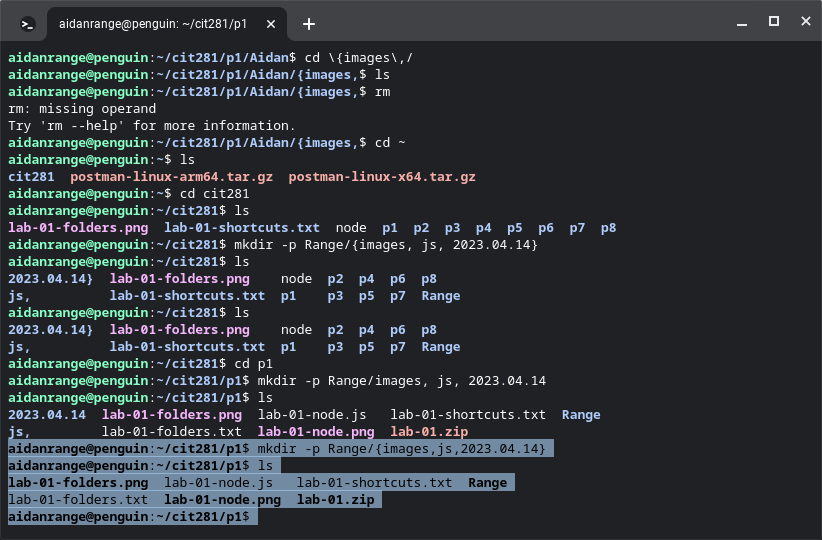 aidanrange@penguin: ~/cit281/p1
aidanrange@penguin:~/cit281/p1/Aidan$ cd \{images\,/
aidanrange@penguin:~/cit281/p1/Aidan/{images,$ ls
aidanrange@penguin:~/cit281/p1/Aidan/{images,$ rm
rm: missing operand
Try 'rm --help' for more information.
aidanrange@penguin:~/cit281/p1/Aidan/{images,$ cd ~
aidanrange@penguin:~$ ls
cit281  postman-linux-arm64.tar.gz  postman-linux-x64.tar.gz
aidanrange@penguin:~$ cd cit281
aidanrange@penguin:~/cit281$ ls
lab-01-folders.png  lab-01-shortcuts.txt  node  p1  p2  p3  p4  p5  p6  p7  p8
aidanrange@penguin:~/cit281$ mkdir -p Range/{images, js, 2023.04.14}
aidanrange@penguin:~/cit281$ ls
2023.04.14}  lab-01-folders.png    node  p2  p4  p6  p8
js,          lab-01-shortcuts.txt  p1    p3  p5  p7  Range
aidanrange@penguin:~/cit281$ ls
2023.04.14}  lab-01-folders.png    node  p2  p4  p6  p8
js,          lab-01-shortcuts.txt  p1    p3  p5  p7  Range
aidanrange@penguin:~/cit281$ cd p1
aidanrange@penguin:~/cit281/p1$ mkdir -p Range/images, js, 2023.04.14
aidanrange@penguin:~/cit281/p1$ ls
2023.04.14  lab-01-folders.png  lab-01-node.js   lab-01-shortcuts.txt  Range
js,         lab-01-folders.txt  lab-01-node.png  lab-01.zip
aidanrange@penguin:~/cit281/p1$ mkdir -p Range/{images,js,2023.04.14}
aidanrange@penguin:~/cit281/p1$ ls
lab-01-folders.png  lab-01-node.js   lab-01-shortcuts.txt  Range
lab-01-folders.txt  lab-01-node.png  lab-01.zip
aidanrange@penguin:~/cit281/p1$